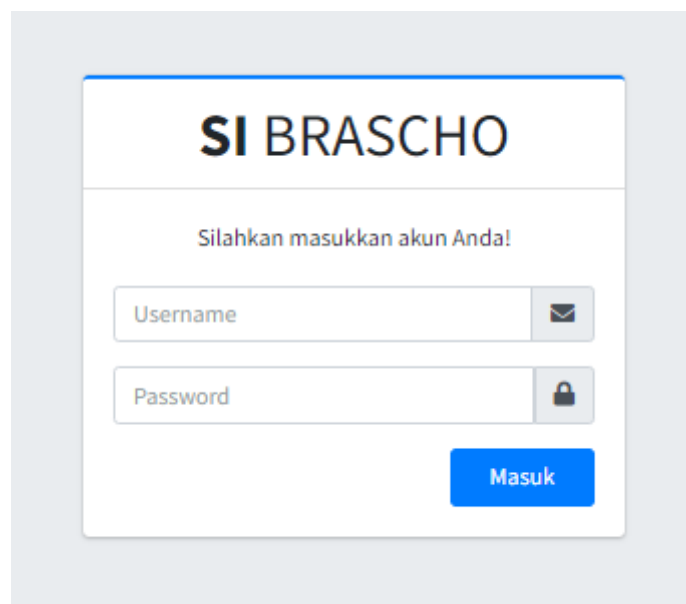 SI BRASCHO
Silahkan masukkan akun Anda!
Username
Password
Masuk